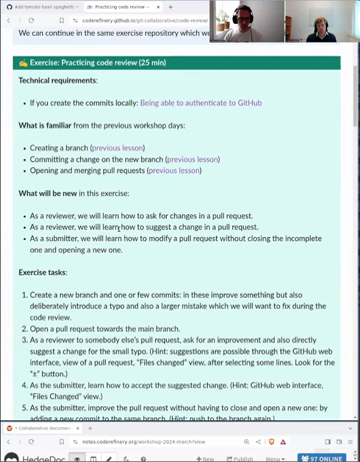 Add tomato basil spaghetti
Practicing code review —
coderefinery.github.io/git-collaborative/code-review/
We can continue in the same exercise repository which w
Exercise: Practicing code review (25 min)
Technical requirements:
• If you create the commits locally: Being able to authenticate to GitHub
What is familiar from the previous workshop days:
• Creating a branch (previous lesson)
• Committing a change on the new branch (previous lesson)
• Opening and merging pull requests (previous lesson)
What will be new in this exercise:
• As a reviewer, we will learn how to ask for changes in a pull request.
• As a reviewer, we will learn how to suggest a change in a pull request.
• As a submitter, we will learn how to modify a pull request without closing the incomplete
one and opening a new one.
Exercise tasks:
1. Create a new branch and one or few commits: in these improve something but also
deliberately introduce a typo and also a larger mistake which we will want to fix during the
code review.
2. Open a pull request towards the main branch.
3. As a reviewer to somebody else's pull request, ask for an improvement and also directly
suggest a change for the small typo. (Hint: suggestions are possible through the GitHub web
interface, view of a pull request, "Files changed" view, after selecting some lines. Look for the
"±" button.)
4. As the submitter, learn how to accept the suggested change. (Hint: GitHub web interface,
"Files Changed" view.)
5. As the submitter, improve the pull request without having to close and open a new one: by
adding a new commit to the same branch. (Hint: push to the branch again.)
Collaborative document
notes.coderefinery.org/workshop-2024-march/view
HedgeDoc
New
Publish
Menu
97 ONLINE